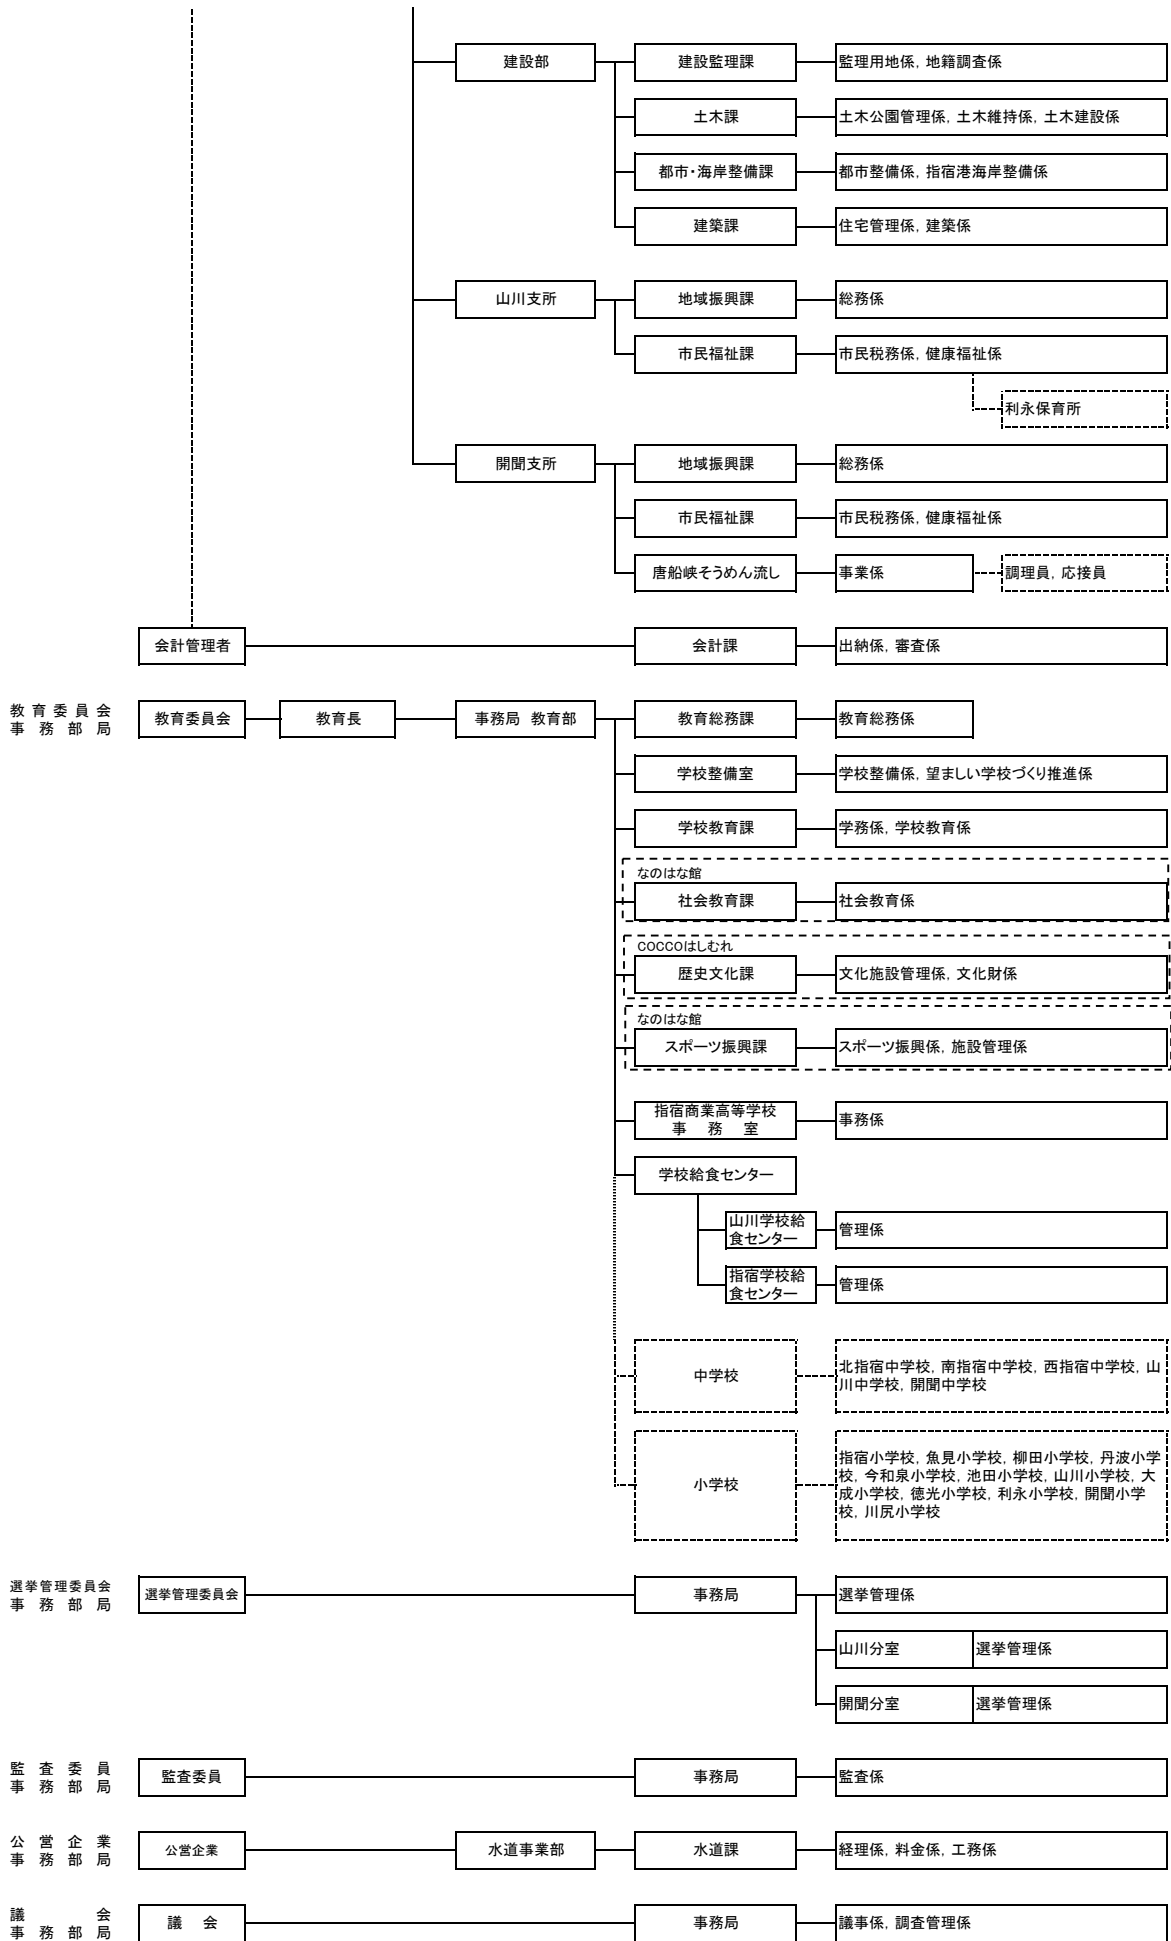 建設部
建設監理課
監理用地係, 地籍調査係
土木課
土木公園管理係, 土木維持係, 土木建設係
都市・海岸整備課
都市整備係, 指宿港海岸整備係
建築課
住宅管理係, 建築係
山川支所
地域振興課
総務係
市民福祉課
市民税務係, 健康福祉係
利永保育所
開聞支所
地域振興課
総務係
市民福祉課
市民税務係, 健康福祉係
唐船峡そうめん流し
事業係
調理員, 応接員
会計管理者
会計課
出納係, 審査係
教育委員会
事務部局
教育委員会
教育長
事務局 教育部
教育総務課
教育総務係
学校整備室
学校整備係, 望ましい学校づくり推進係
学校教育課
学務係, 学校教育係
なのはな館
社会教育課
社会教育係
COCCOはしむれ
歴史文化課
文化施設管理係, 文化財係
なのはな館
スポーツ振興課
スポーツ振興係, 施設管理係
指宿商業高等学校
事 務 室
事務係
学校給食センター
山川学校給
食センター
管理係
指宿学校給
食センター
管理係
中学校
北指宿中学校, 南指宿中学校, 西指宿中学校, 山
川中学校, 開聞中学校
小学校
指宿小学校, 魚見小学校, 柳田小学校, 丹波小学
校, 今和泉小学校, 池田小学校, 山川小学校, 大
成小学校, 徳光小学校, 利永小学校, 開聞小学
校, 川尻小学校
選挙管理委員会
事 務 部 局
選挙管理委員会
事務局
選挙管理係
山川分室
選挙管理係
開聞分室
選挙管理係
監 査 委 員
事 務 部 局
監査委員
事務局
監査係
公 営 企 業
事 務 部 局
公営企業
水道事業部
水道課
経理係, 料金係, 工務係
議 会
事 務 部 局
議 会
事務局
議事係, 調査管理係